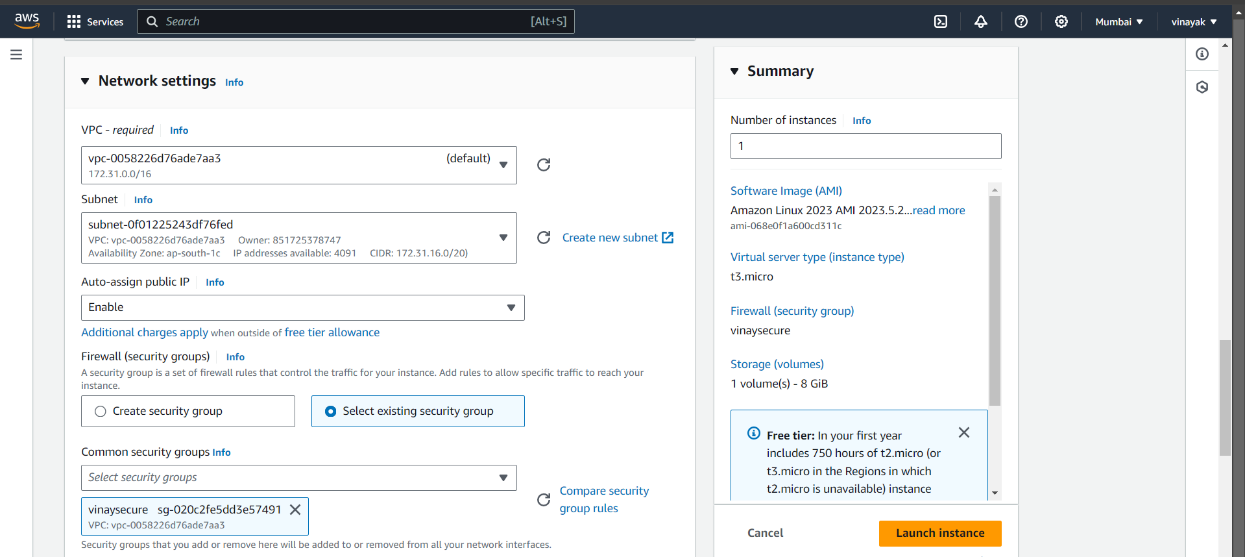 aws
Services
Search [Alt+S]
Mumbai
vinayak
Network settings Info
VPC - required Info
vpc-0058226d76ade7aa3 (default)
172.31.0.0/16
Subnet Info
subnet-0f01225243df76fed
VPC: vpc-0058226d76ade7aa3 Owner: 851725378747
Availability Zone: ap-south-1c IP addresses available: 4091 CIDR: 172.31.16.0/20)
Create new subnet
Auto-assign public IP Info
Enable
Additional charges apply when outside of free tier allowance
Firewall (security groups) Info
A security group is a set of firewall rules that control the traffic for your instance. Add rules to allow specific traffic to reach your
instance.
Create security group
Select existing security group
Common security groups Info
Select security groups
Compare security
group rules
vinaysecure sg-020c2fe5dd3e57491
VPC: vpc-0058226d76ade7aa3
Security groups that you add or remove here will be added to or removed from all your network interfaces.
Summary
Number of instances Info
1
Software Image (AMI)
Amazon Linux 2023 AMI 2023.5.2...read more
ami-068e0f1a600cd311c
Virtual server type (instance type)
t3.micro
Firewall (security group)
vinaysecure
Storage (volumes)
1 volume(s) - 8 GiB
Free tier: In your first year
includes 750 hours of t2.micro (or
t3.micro in the Regions in which
t2.micro is unavailable) instance
Cancel
Launch instance